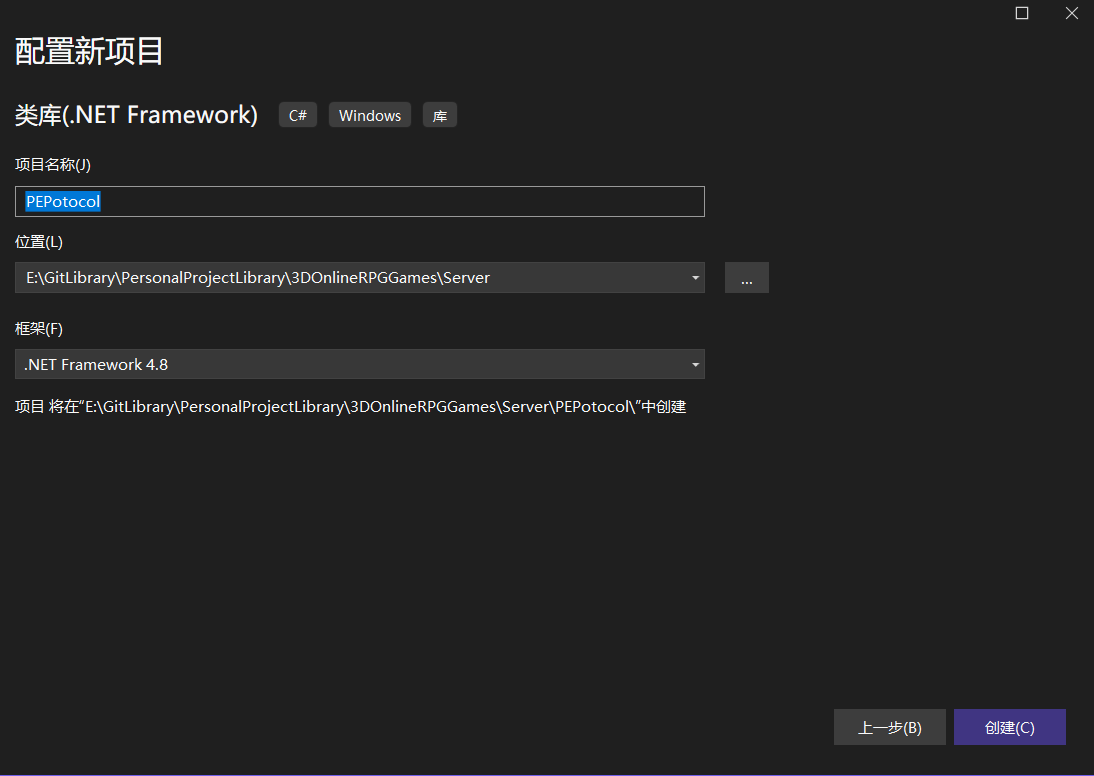 配置新项目
类库(.NET Framework) C# Windows 库
项目名称(J)
PEPotocol
位置(L)
E:\GitLibrary\PersonalProjectLibrary\3DOnlineRPGGames\Server ...
框架(F)
.NET Framework 4.8
项目 将在“E:\GitLibrary\PersonalProjectLibrary\3DOnlineRPGGames\Server\PEPotocol\”中创建
上一步(B) 创建(C)